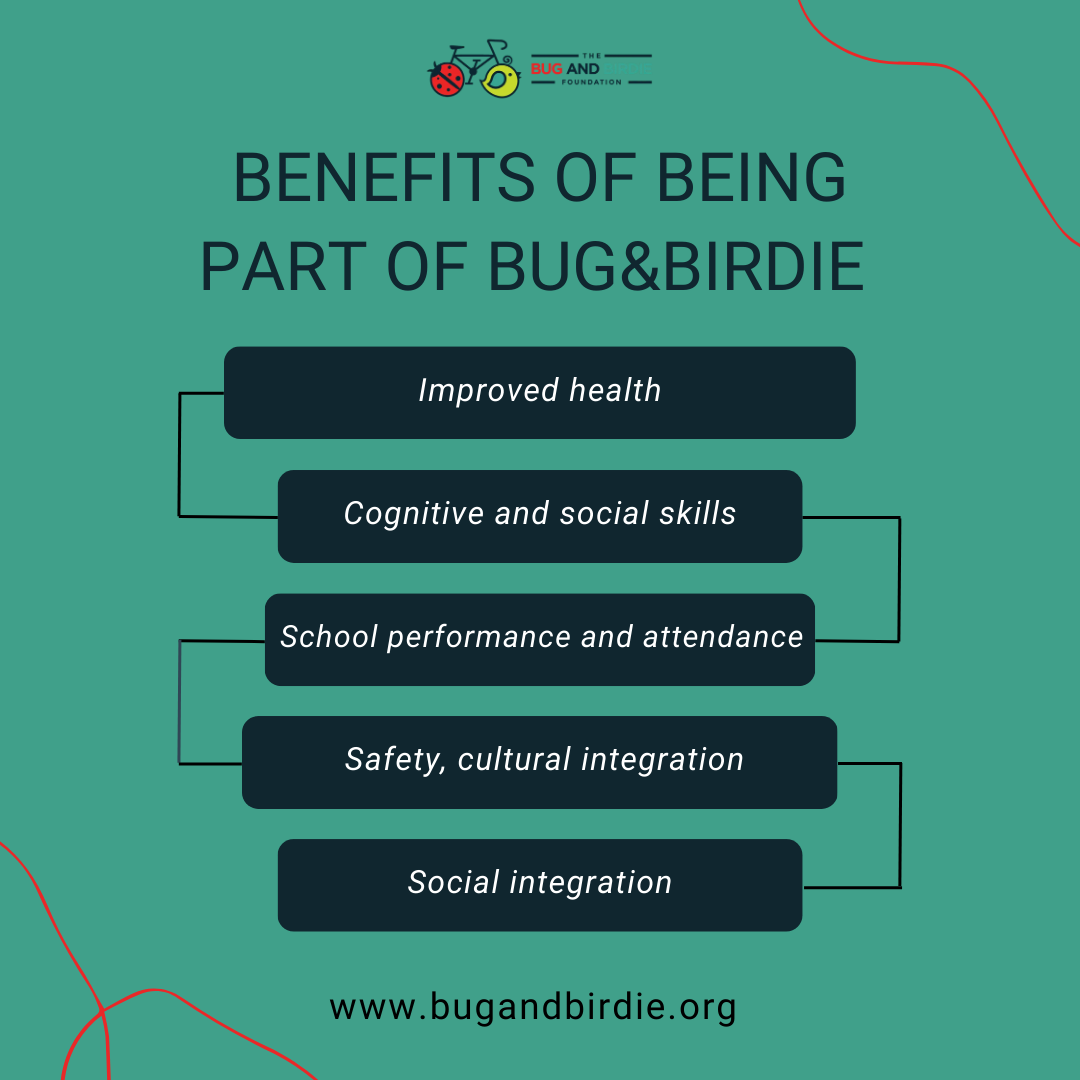 THE
BUG AND
FOUNDATION
BENEFITS OF BEING
PART OF BUG&BIRDIE
Improved health
Cognitive and social skills
School performance and attendance
Safety, cultural integration
Social integration
www.bugandbirdie.org